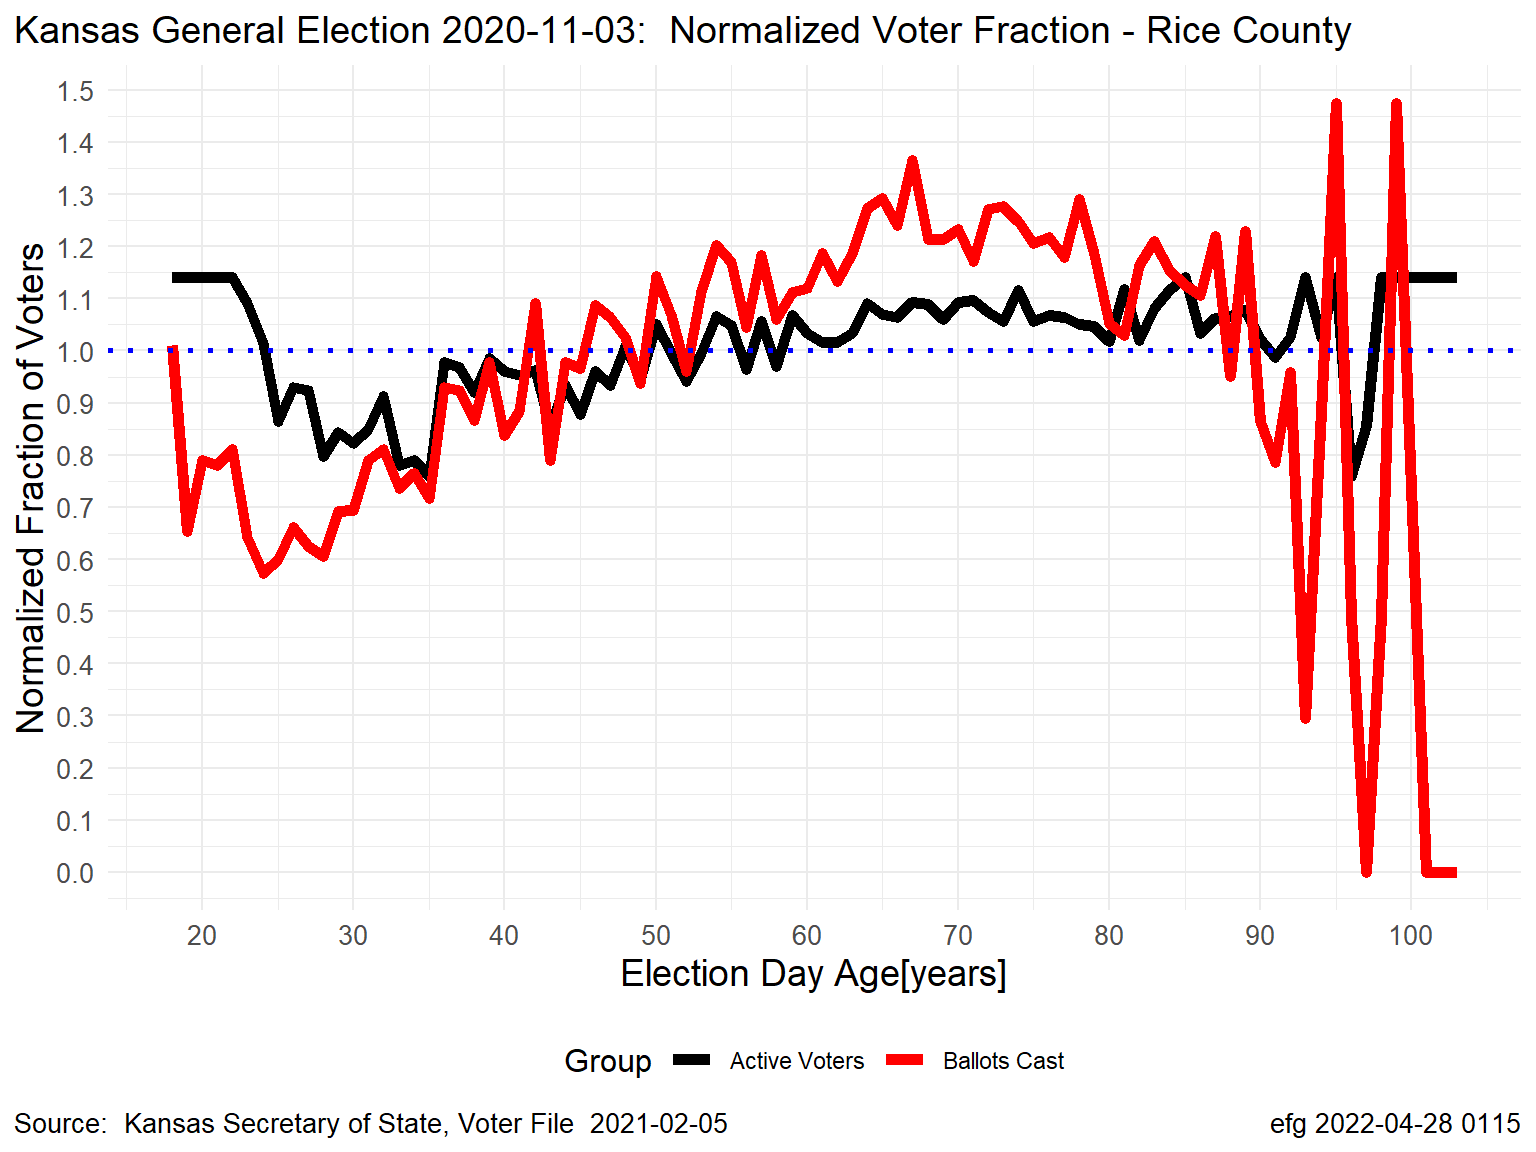 Kansas General Election 2020-11-03:  Normalized Voter Fraction - Rice County
Normalized Fraction of Voters
1.5
1.4
1.3
1.2
1.1
1.0
0.9
0.8
0.7
0.6
0.5
0.4
0.3
0.2
0.1
0.0
20 30 40 50 60 70 80 90 100
Election Day Age[years]
Group Active Voters Ballots Cast
Source:  Kansas Secretary of State, Voter File  2021-02-05 efg 2022-04-28 0115